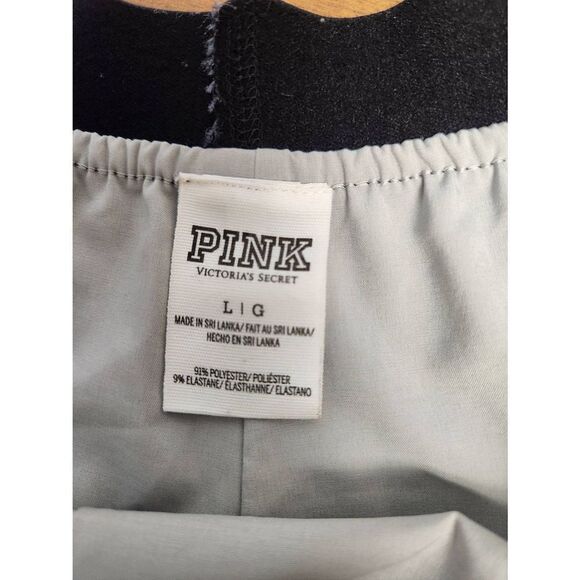 PINK
VICTORIA'S SECRET
L | G
MADE IN SRI LANKA/ FAIT AU SRI LANKA/
HECHO EN SRI LANKA
91% POLYESTER/ POLIÉSTER
9% ELASTANE/ ÉLASTHANNE/ ELASTANO